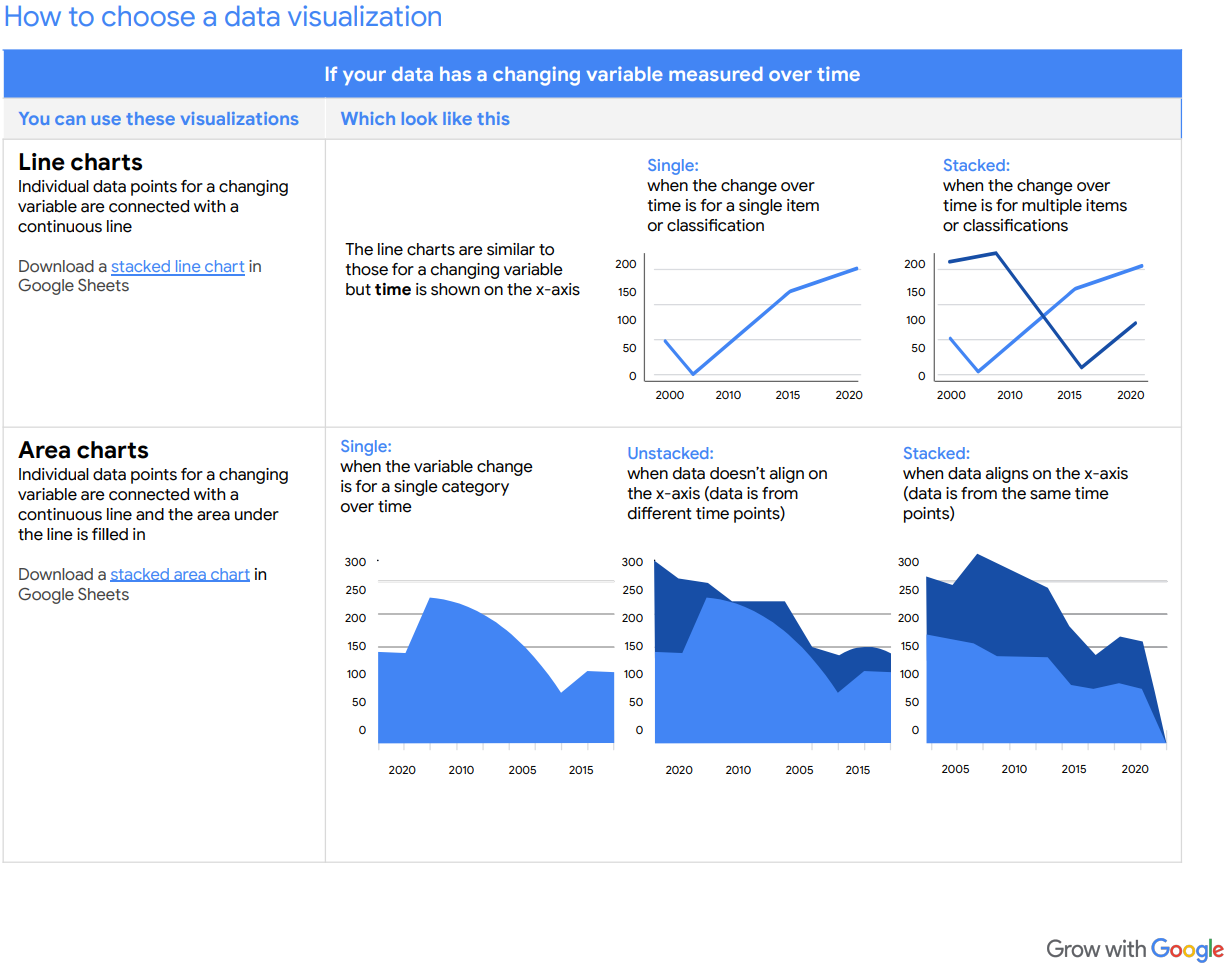 How to choose a data visualization
If your data has a changing variable measured over time
You can use these visualizations
Which look like this
Line charts
Individual data points for a changing
variable are connected with a
continuous line
Download a stacked line chart in
Google Sheets
The line charts are similar to
those for a changing variable
but time is shown on the x-axis
Single:
when the change over
time is for a single item
or classification
200
150
100
50
0
2000 2010 2015 2020
Stacked:
when the change over
time is for multiple items
or classifications
200
150
100
50
0
2000 2010 2015 2020
Area charts
Individual data points for a changing
variable are connected with a
continuous line and the area under
the line is filled in
Download a stacked area chart in
Google Sheets
Single:
when the variable change
is for a single category
over time
300
250
200
150
100
50
0
2020 2010 2005 2015
Unstacked:
when data doesn’t align on
the x-axis (data is from
different time points)
300
250
200
150
100
50
0
2020 2010 2005 2015
Stacked:
when data aligns on the x-axis
(data is from the same time
points)
300
250
200
150
100
50
0
2005 2010 2015 2020
Grow with Google